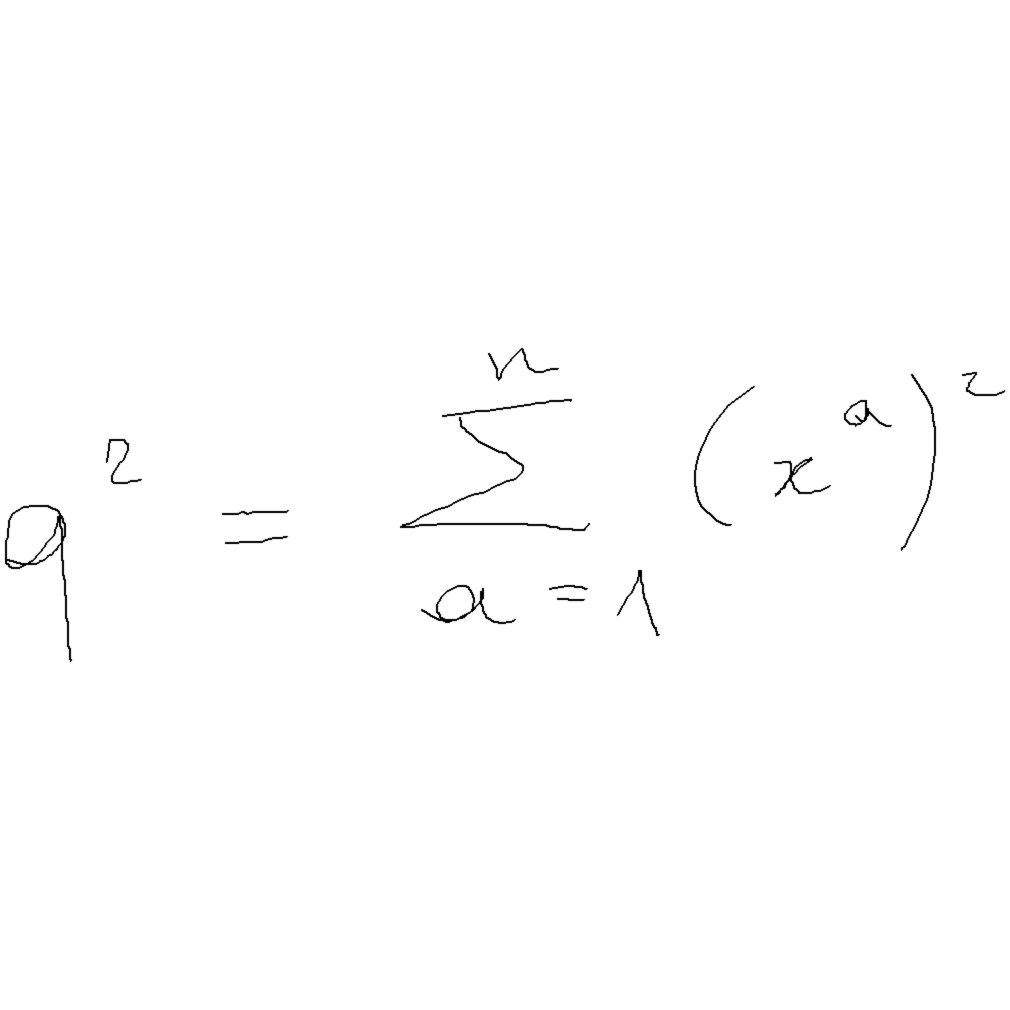 q^2 = \sum_{a=1}^{n} (x^a)^2